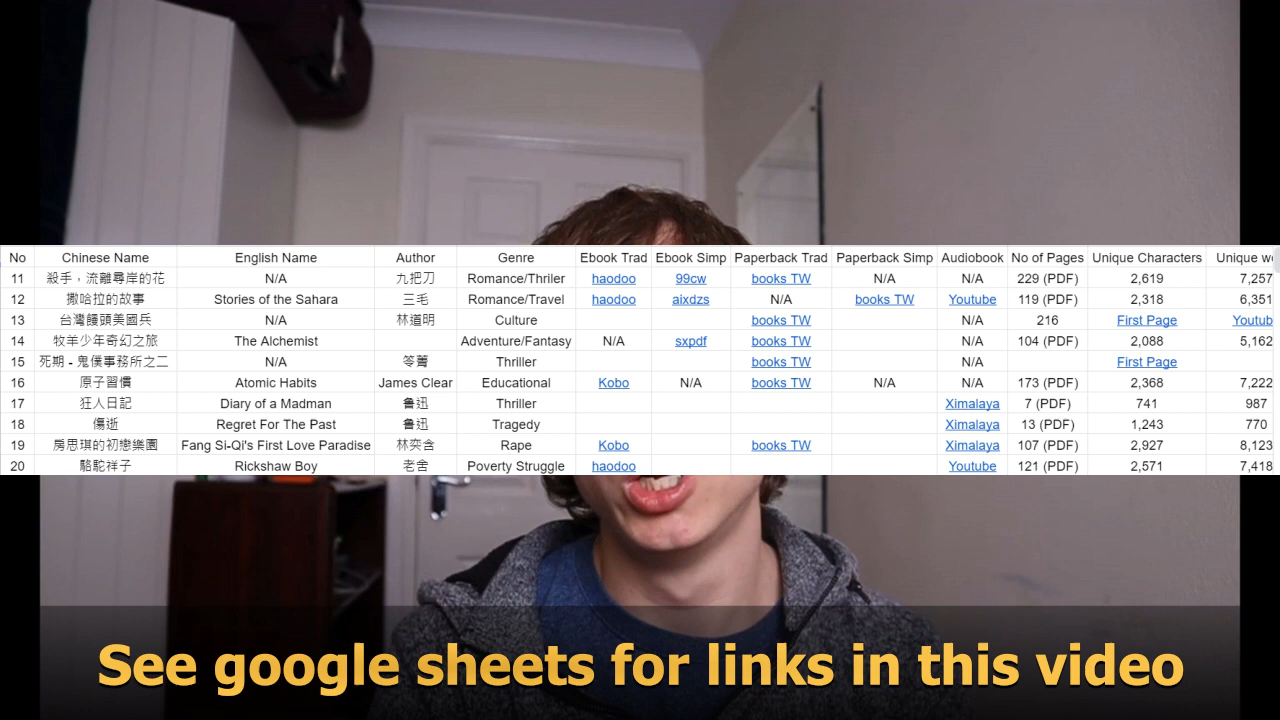 No Chinese Name English Name Author Genre Ebook Trad Ebook Simp Paperback Trad Paperback Simp Audiobook No of Pages Unique Characters Unique
11 殺手，流離尋岸的花 N/A 九把刀 Romance/Thriler haodoo 99cw books TW N/A N/A 229 (PDF) 2,619 7,257
12 撒哈拉的故事 Stories of the Sahara 三毛 Romance/Travel haodoo aixdzs N/A books TW Youtube 119 (PDF) 2,318 6,351
13 台灣饅頭美國兵 N/A 林道明 Culture books TW N/A 216 First Page Youtub
14 牧羊少年奇幻之旅 The Alchemist Adventure/Fantasy N/A sxpdf books TW N/A 104 (PDF) 2,088 5,162
15 死期 - 鬼僕事務所之二 N/A 笭菁 Thriller books TW N/A First Page
16 原子習慣 Atomic Habits James Clear Educational Kobo N/A books TW N/A N/A 173 (PDF) 2,368 7,222
17 狂人日記 Diary of a Madman 魯迅 Thriller Ximalaya 7 (PDF) 741 987
18 傷逝 Regret For The Past 魯迅 Tragedy Ximalaya 13 (PDF) 1,243 770
19 房思琪的初戀樂園 Fang Si-Qi's First Love Paradise 林奕含 Rape Kobo books TW Ximalaya 107 (PDF) 2,927 8,123
20 駱駝祥子 Rickshaw Boy 老舍 Poverty Struggle haodoo Youtube 121 (PDF) 2,571 7,418
See google sheets for links in this video